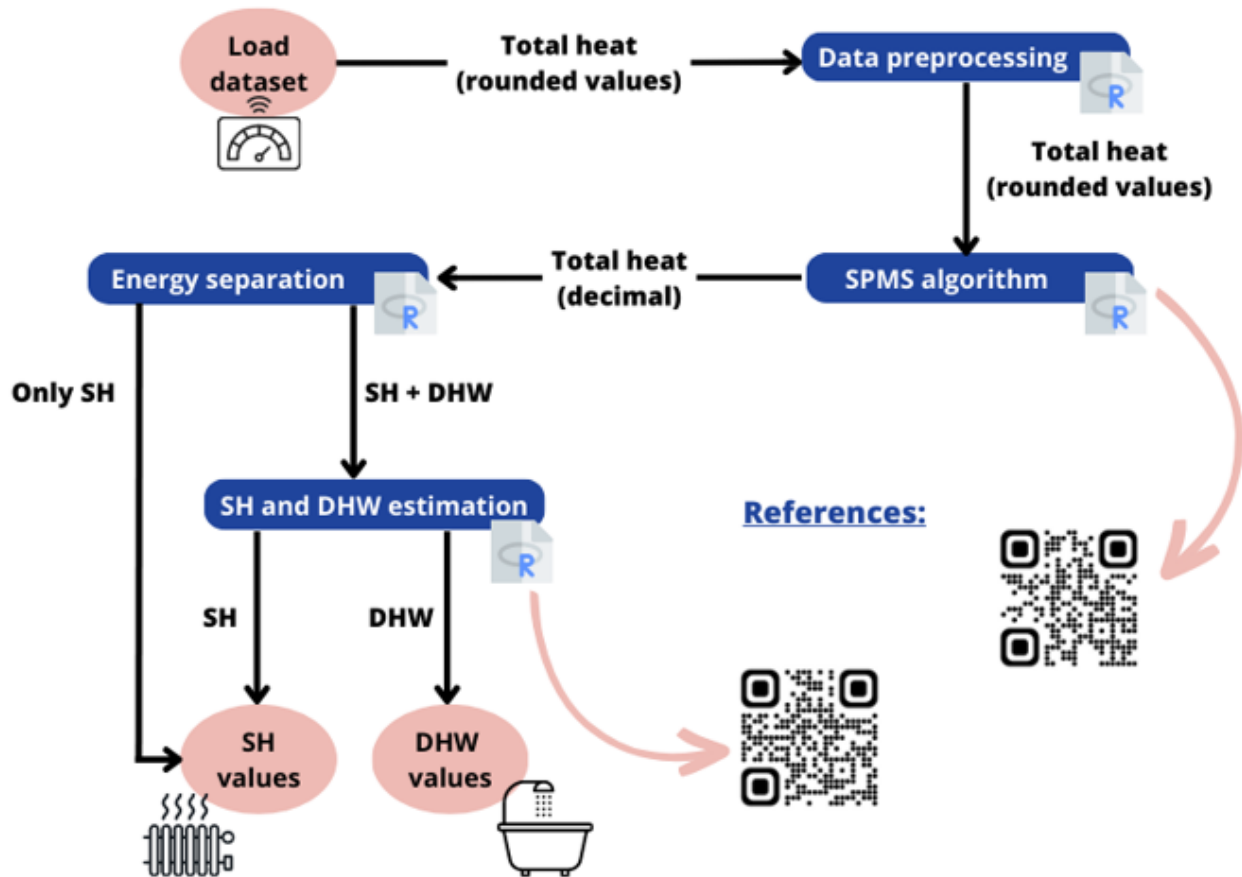 Load
dataset
Total heat
(rounded values)
Data preprocessing
R
Total heat
(rounded values)
Energy separation
R
Total heat
(decimal)
SPMS algorithm
R
Only SH
SH + DHW
SH and DHW estimation
R
References:
SH
DHW
SH
values
DHW
values